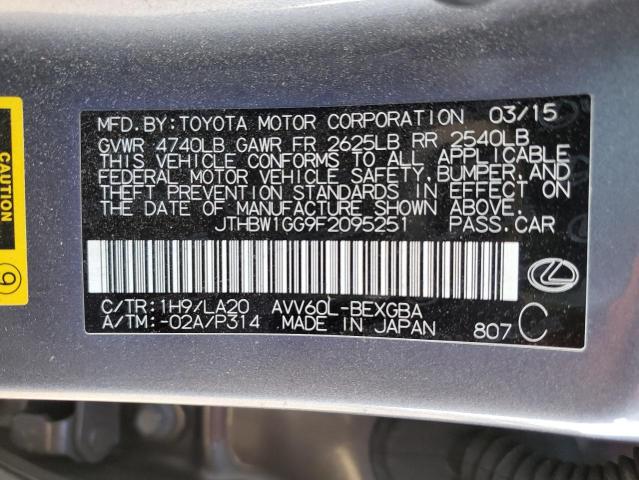 MFD.BY:TOYOTA MOTOR CORPORATION 03/15
GVWR 4740LB GAWR FR 2625LB RR 2540LB
THIS VEHICLE CONFORMS TO ALL APPLICABLE
FEDERAL MOTOR VEHICLE SAFETY,BUMPER,AND
THEFT PREVENTION STANDARDS IN EFFECT ON
THE DATE OF MANUFACTURE SHOWN ABOVE.
JTHBW1GG9F2095251 PASS.CAR
C/TR:1H9/LA20 AVV60L-BEXGBA
A/TM:-02A/P314 MADE IN JAPAN 807 C
CAUTION
9